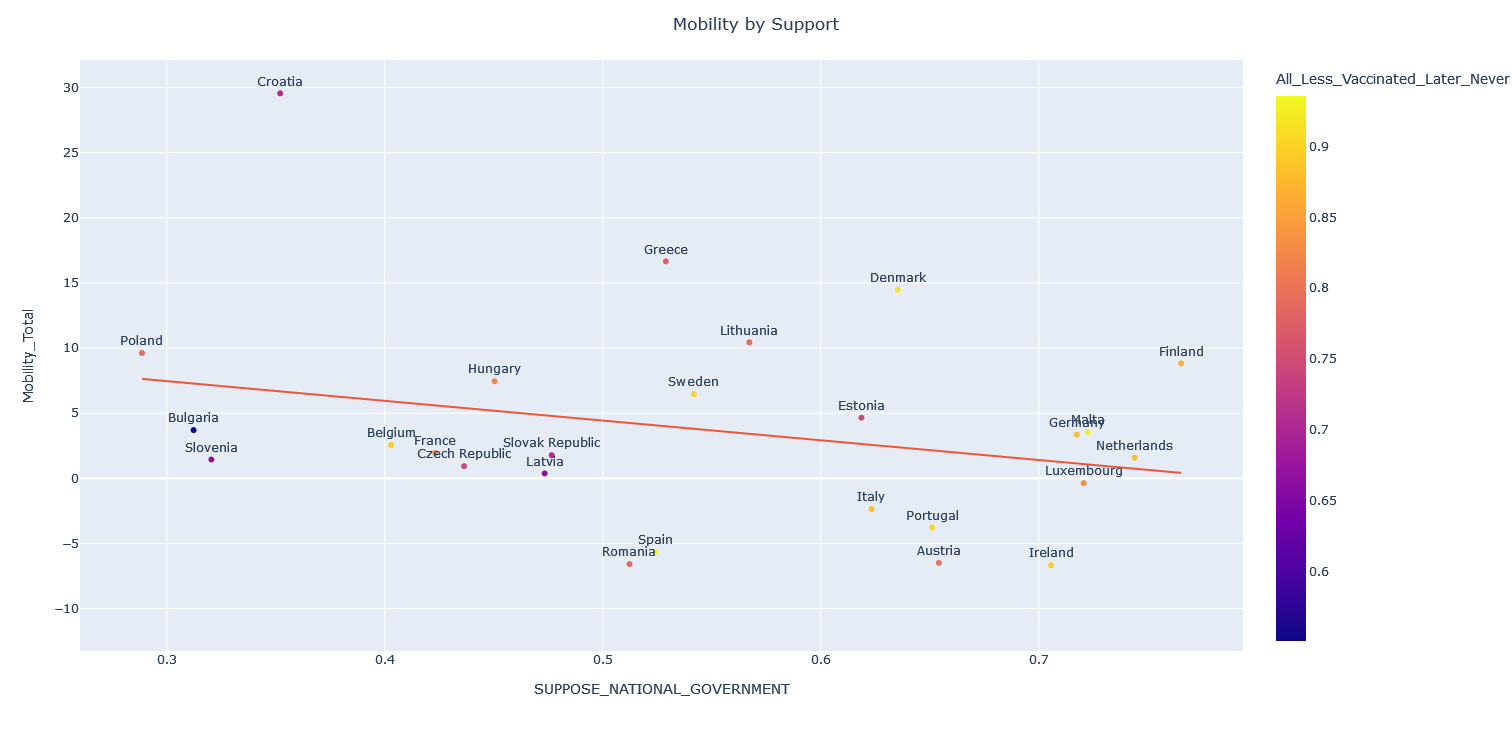 Mobility by Support
All_Less_Vaccinated_Later_Never
30
25
20
15
10
5
0
−5
−10
Mobility_Total
Croatia
Greece
Denmark
Lithuania
Poland
Finland
Hungary
Sweden
Estonia
Bulgaria
Malta
Germany
Belgium
France
Slovak Republic
Netherlands
Slovenia
Czech Republic
Latvia
Luxembourg
Italy
Portugal
Spain
Romania
Austria
Ireland
0.3
0.4
0.5
0.6
0.7
SUPPOSE_NATIONAL_GOVERNMENT
0.9
0.85
0.8
0.75
0.7
0.65
0.6